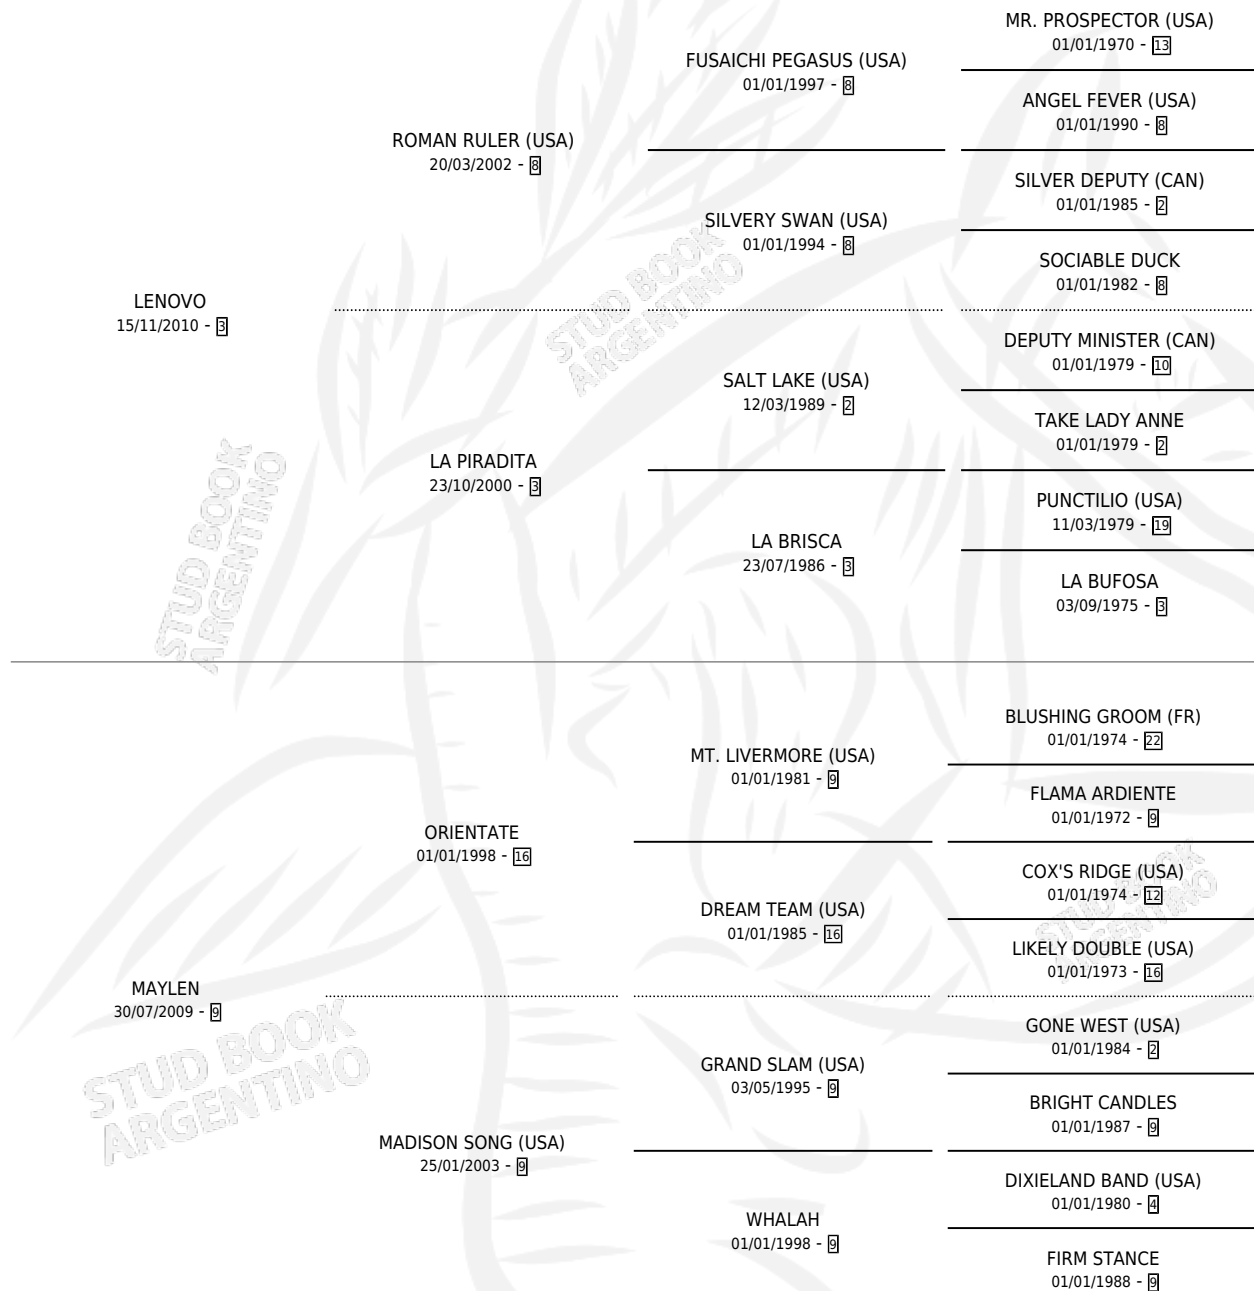 MR. PROSPECTOR (USA)
01/01/1970 - 13
FUSAICHI PEGASUS (USA)
01/01/1997 - 8
ANGEL FEVER (USA)
01/01/1990 - 8
ROMAN RULER (USA)
20/03/2002 - 8
SILVER DEPUTY (CAN)
01/01/1985 - 2
SILVERY SWAN (USA)
01/01/1994 - 8
SOCIABLE DUCK
01/01/1982 - 8
LENOVO
15/11/2010 - 3
DEPUTY MINISTER (CAN)
01/01/1979 - 10
SALT LAKE (USA)
12/03/1989 - 2
TAKE LADY ANNE
01/01/1979 - 2
LA PIRADITA
23/10/2000 - 3
PUNCTILIO (USA)
11/03/1979 - 19
LA BRISCA
23/07/1986 - 3
LA BUFOSA
03/09/1975 - 3
BLUSHING GROOM (FR)
01/01/1974 - 22
MT. LIVERMORE (USA)
01/01/1981 - 9
FLAMA ARDIENTE
01/01/1972 - 9
ORIENTATE
01/01/1998 - 16
COX'S RIDGE (USA)
01/01/1974 - 12
DREAM TEAM (USA)
01/01/1985 - 16
LIKELY DOUBLE (USA)
01/01/1973 - 16
MAYLEN
30/07/2009 - 9
GONE WEST (USA)
01/01/1984 - 2
GRAND SLAM (USA)
03/05/1995 - 9
BRIGHT CANDLES
01/01/1987 - 9
MADISON SONG (USA)
25/01/2003 - 9
DIXIELAND BAND (USA)
01/01/1980 - 4
WHALAH
01/01/1998 - 9
FIRM STANCE
01/01/1988 - 9
STUD BOOK
ARGENTINO
STUD BOOK
ARGENTINO
STUD BOOK
ARGENTINO
STUD BOOK
ARGENTINO